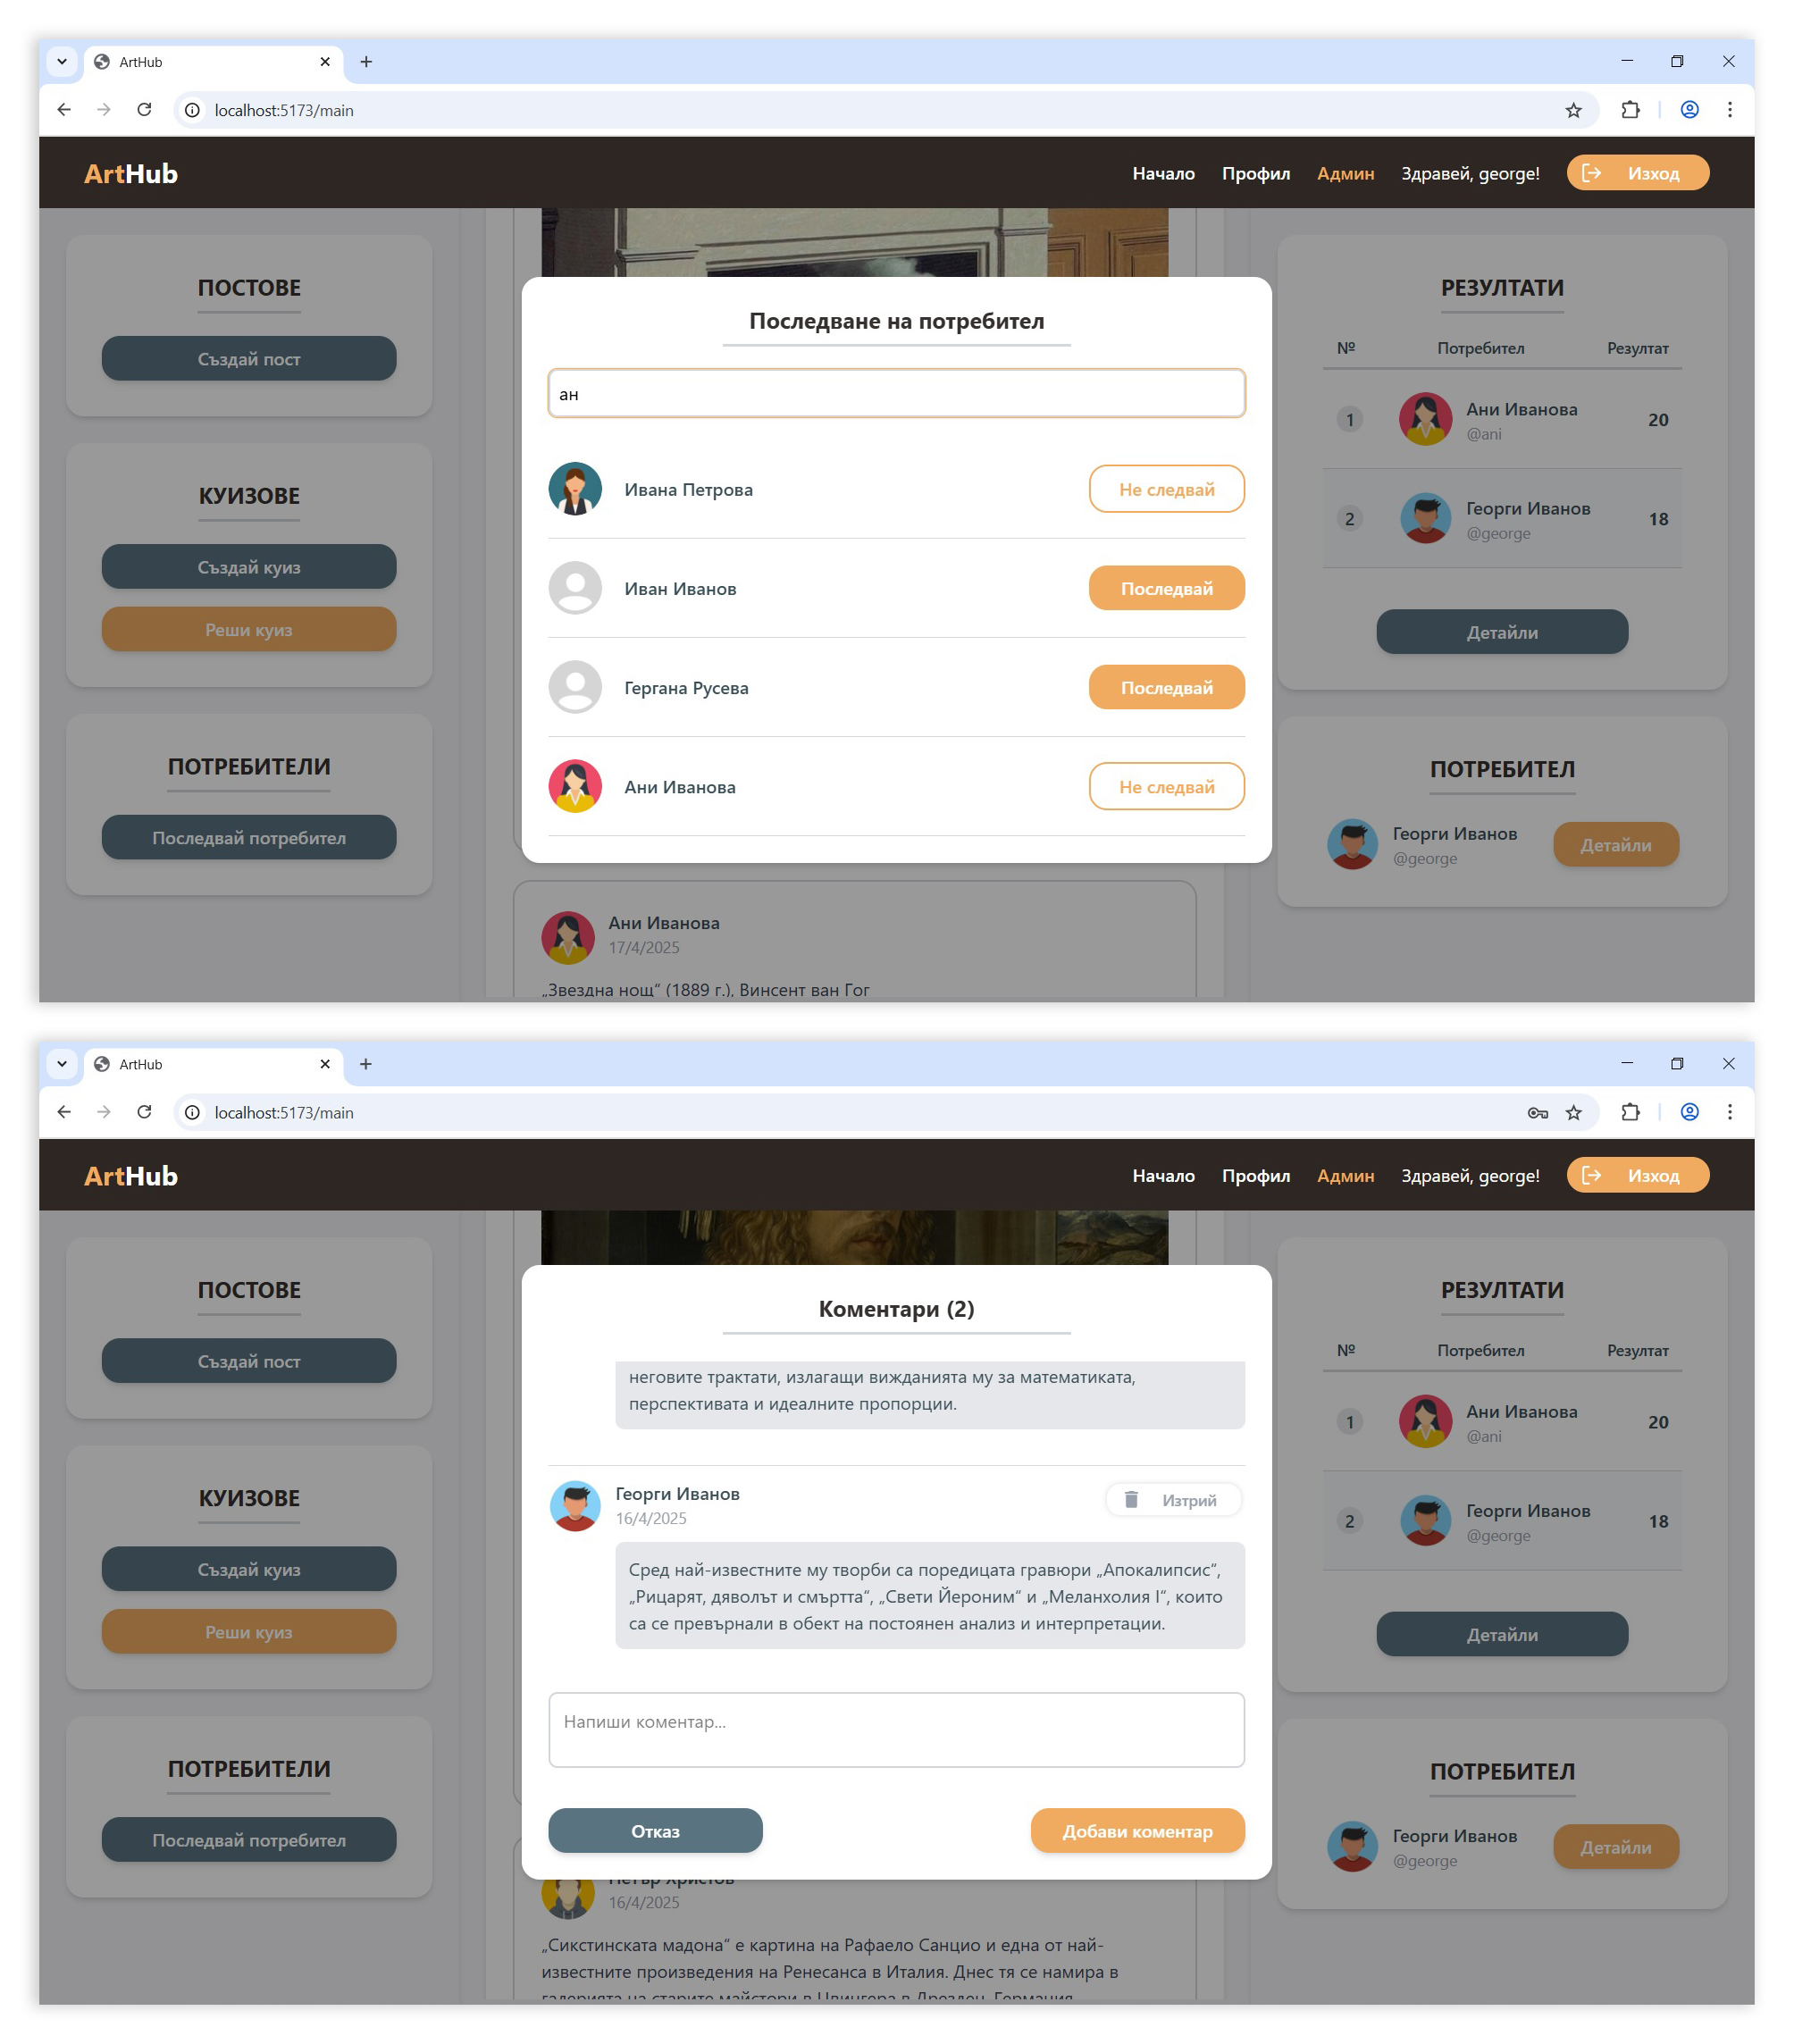 ArtHub
localhost:5173/main
ArtHub
Начало
Профил
Админ
Здравей, george!
Изход
ПОСТОВЕ
Създай пост
КУИЗОВЕ
Създай куиз
Реши куиз
ПОТРЕБИТЕЛИ
Последвай потребител
Последване на потребител
ан
Ивана Петрова
Не следвай
Иван Иванов
Последвай
Гергана Русева
Последвай
Ани Иванова
Не следвай
Ани Иванова
17/4/2025
„Звездна нощ“ (1889 г.), Винсент ван Гог
РЕЗУЛТАТИ
№ Потребител Резултат
1 Ани Иванова 20
@ani
2 Георги Иванов 18
@george
Детайли
ПОТРЕБИТЕЛ
Георги Иванов
@george
Детайли
ArtHub
localhost:5173/main
ArtHub
Начало
Профил
Админ
Здравей, george!
Изход
ПОСТОВЕ
Създай пост
КУИЗОВЕ
Създай куиз
Реши куиз
ПОТРЕБИТЕЛИ
Последвай потребител
Коментари (2)
неговите трактати, излагащи вижданията му за математиката,
перспективата и идеалните пропорции.
Георги Иванов
16/4/2025
Изтрий
Сред най-известните му творби са поредицата гравюри „Апокалипсис“,
„Рицарят, дяволът и смъртта“, „Свети Йероним“ и „Меланхолия I“, които
са се превърнали в обект на постоянен анализ и интерпретации.
Напиши коментар...
Отказ
Добави коментар
Петър Христов
16/4/2025
„Сикстинската мадона“ е картина на Рафаело Санцио и една от най-
известните произведения на Ренесанса в Италия. Днес тя се намира в
галерията на старите майстори в Цвингера в Дрезден, Германия
РЕЗУЛТАТИ
№ Потребител Резултат
1 Ани Иванова 20
@ani
2 Георги Иванов 18
@george
Детайли
ПОТРЕБИТЕЛ
Георги Иванов
@george
Детайли